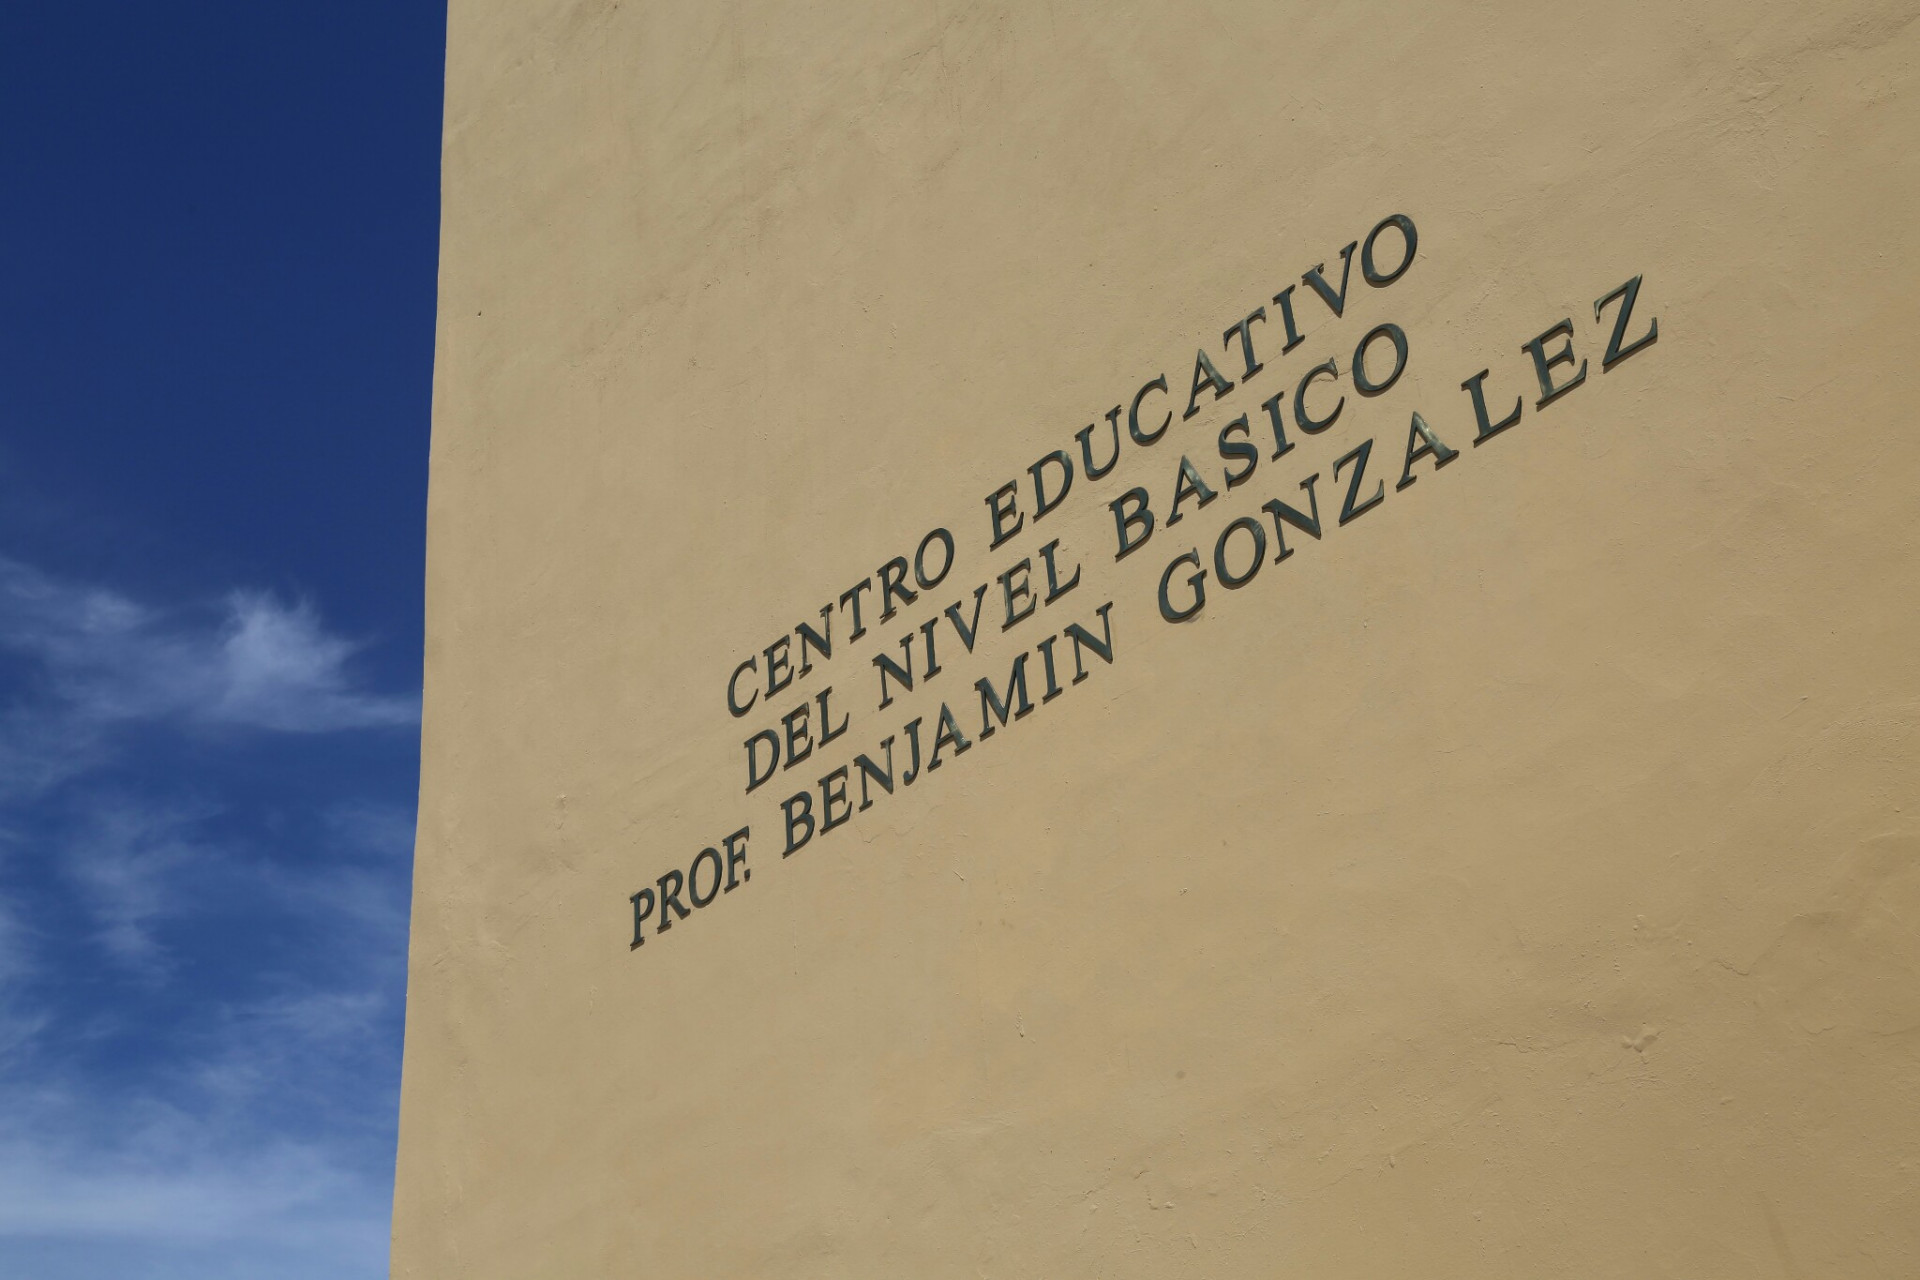 CENTRO EDUCATIVO
DEL NIVEL BASICO
PROF. BENJAMIN GONZALEZ